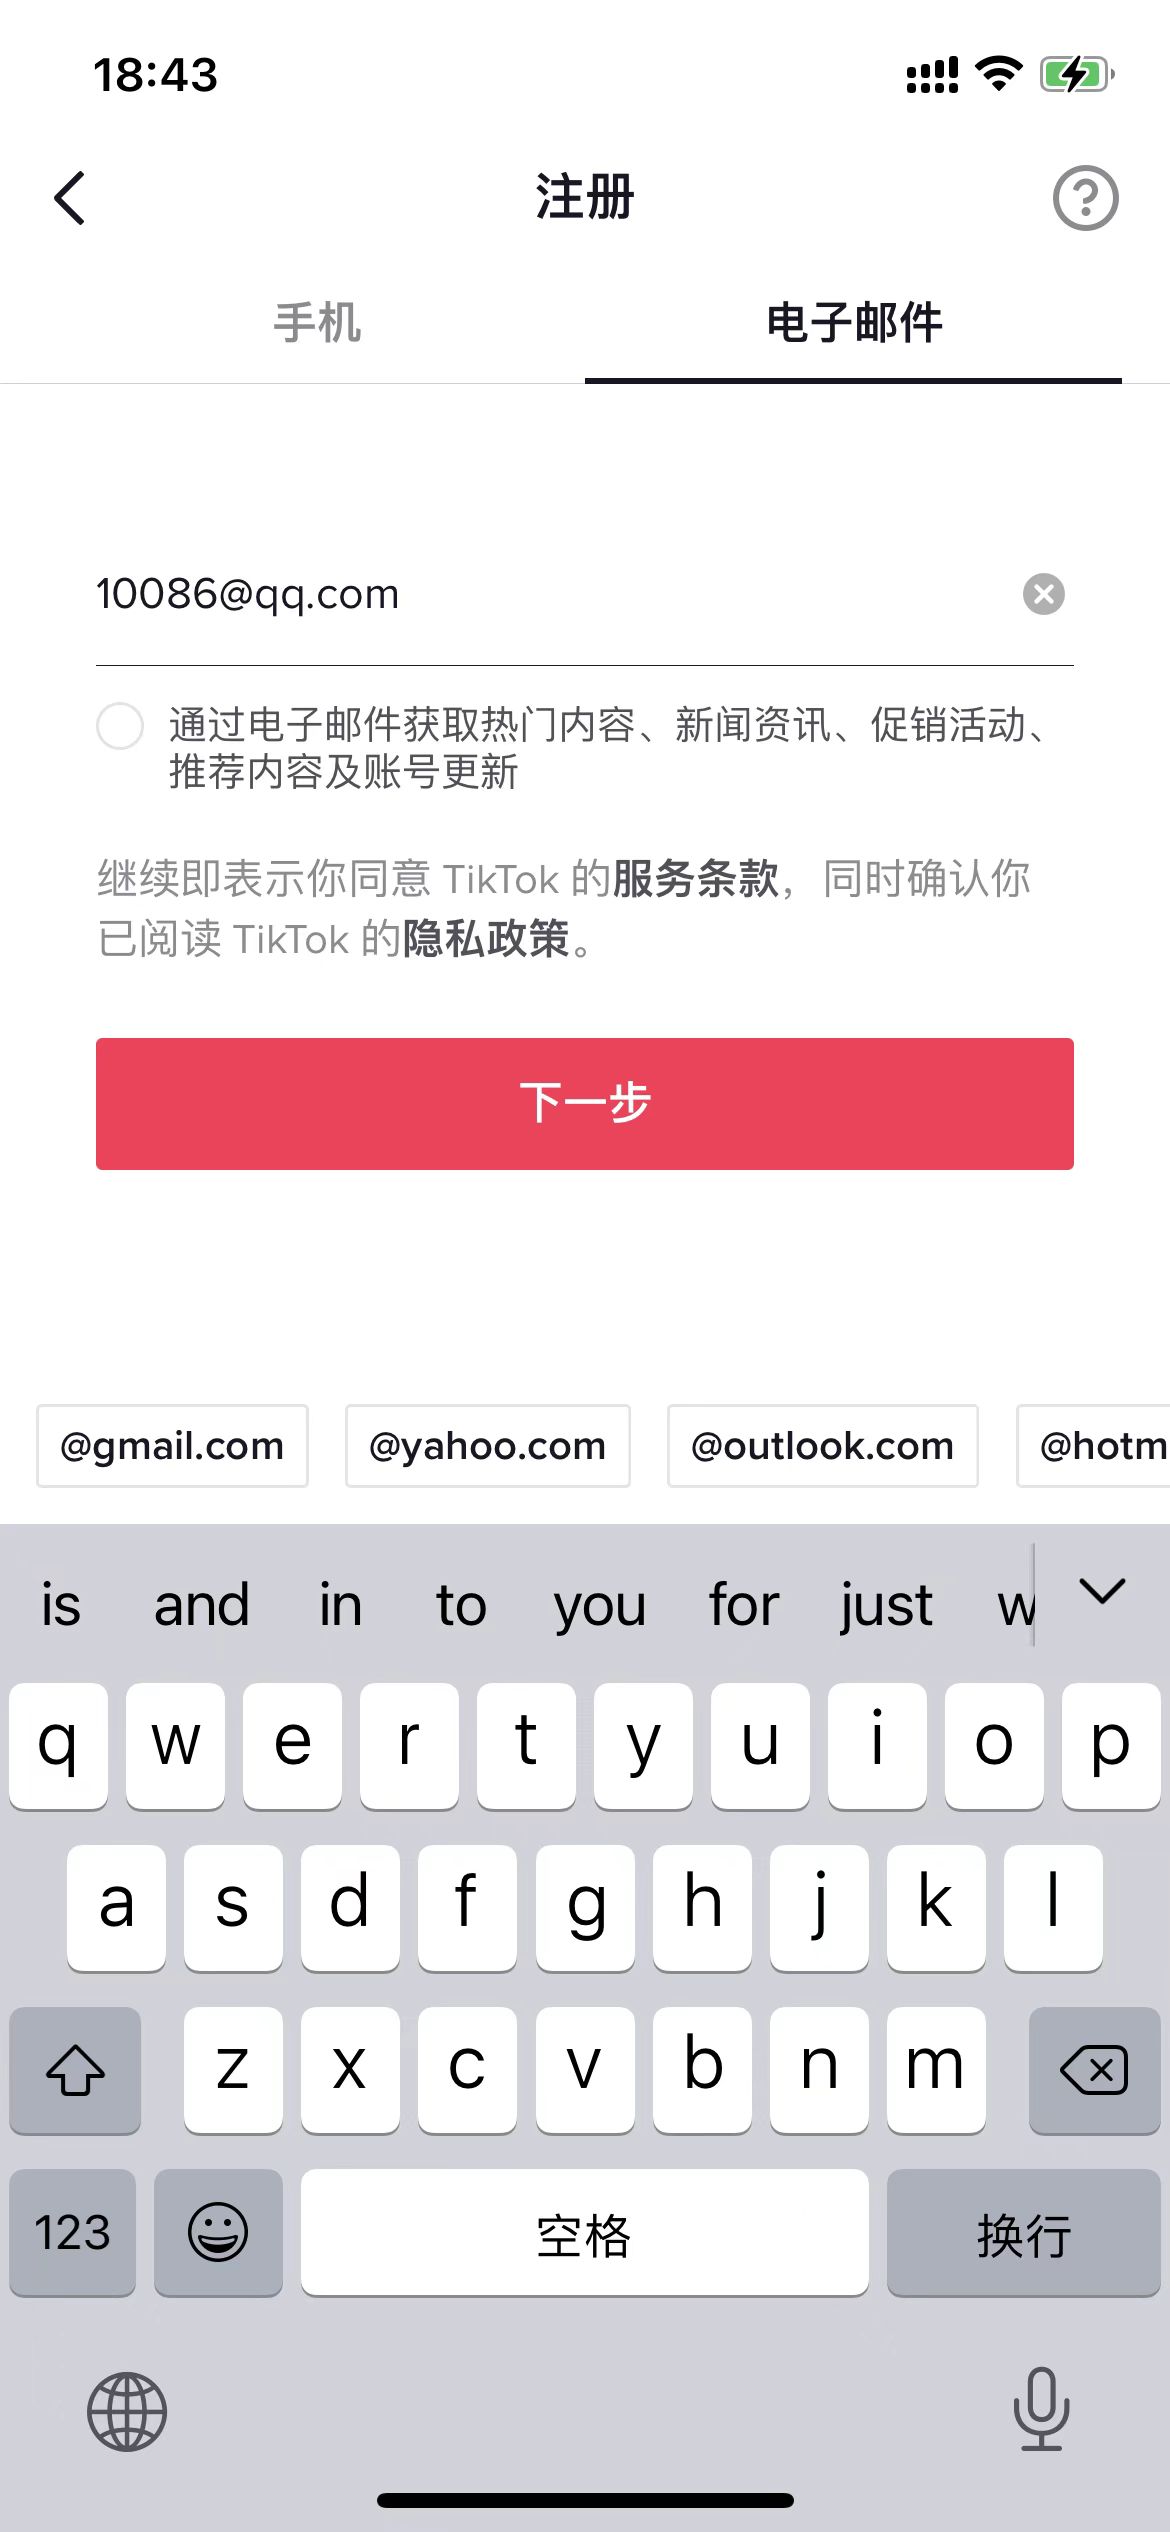 18:43
注册
手机
电子邮件
10086@qq.com
通过电子邮件获取热门内容、新闻资讯、促销活动、
推荐内容及账号更新
继续即表示你同意 TikTok 的服务条款，同时确认你
已阅读 TikTok 的隐私政策。
下一步
@gmail.com @yahoo.com @outlook.com @hotm
is and in to you for just w
q w e r t y u i o p
a s d f g h j k l
z x c v b n m
123 空格 换行